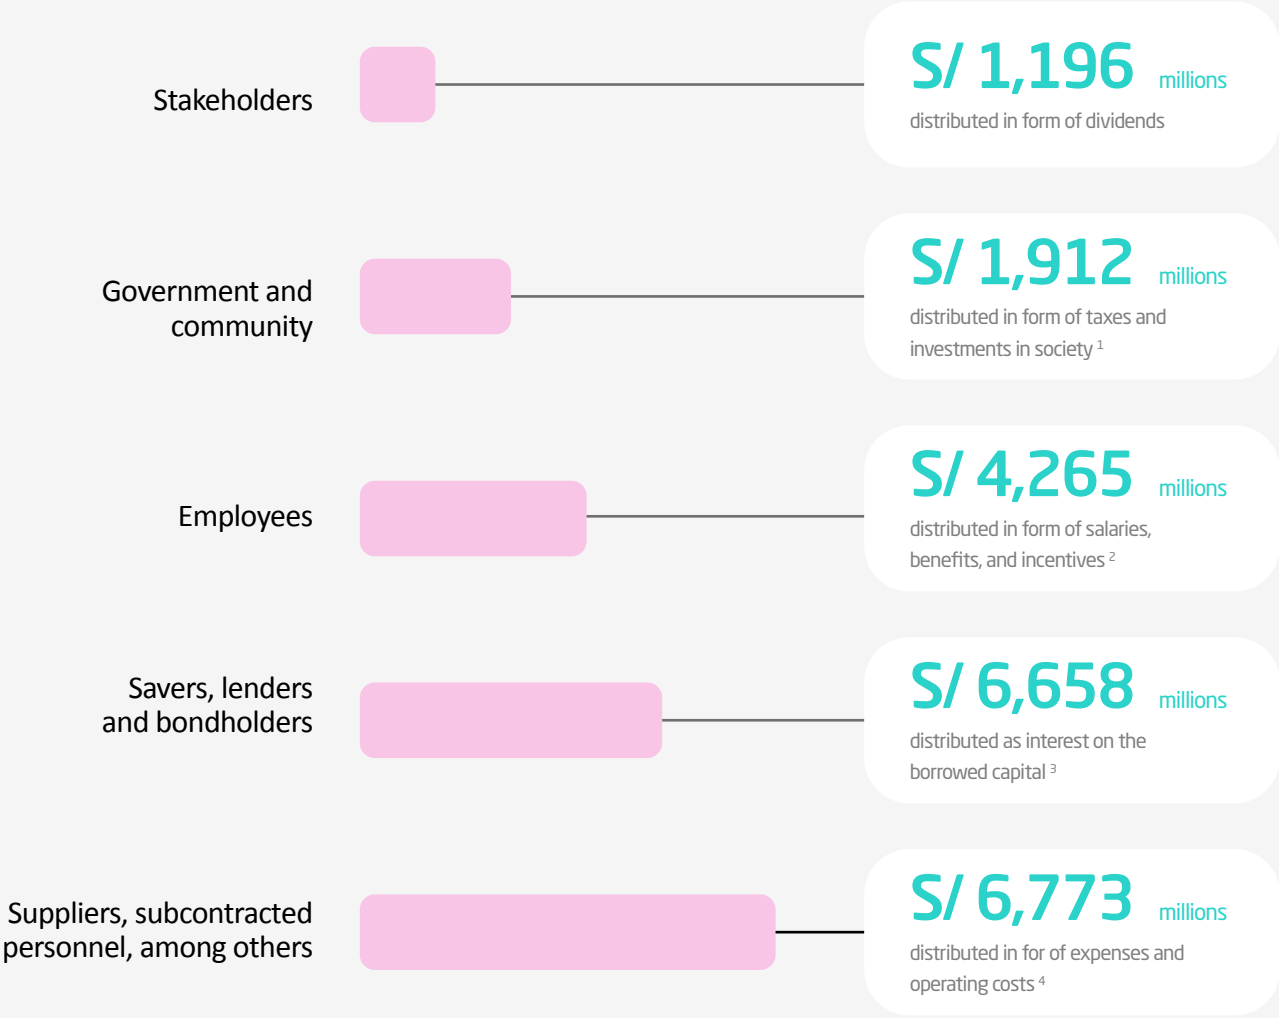 Stakeholders
S/ 1,196 millions
distributed in form of dividends
Government and
community
S/ 1,912 millions
distributed in form of taxes and
investments in society 1
Employees
S/ 4,265 millions
distributed in form of salaries,
benefits, and incentives 2
Savers, lenders
and bondholders
S/ 6,658 millions
distributed as interest on the
borrowed capital 3
Suppliers, subcontracted
personnel, among others
S/ 6,773 millions
distributed in for of expenses and
operating costs 4